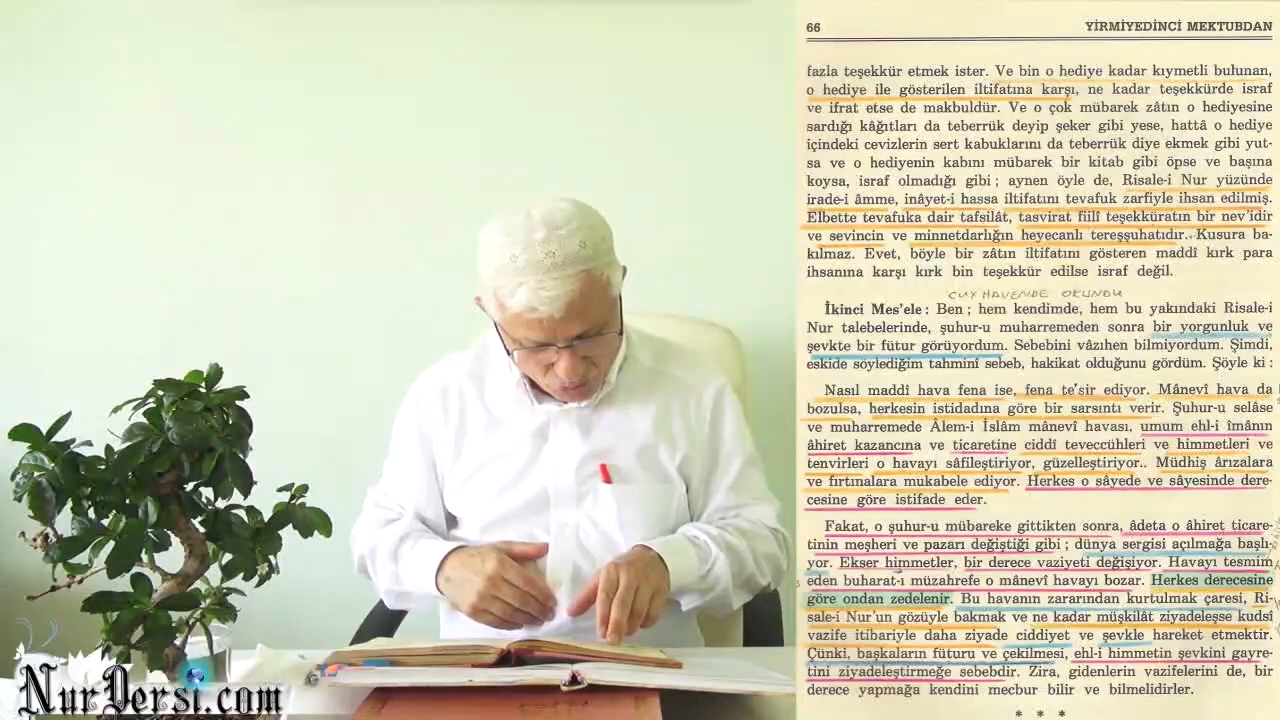 66
YİRMİYEDİNCİ MEKTUBDAN
fazla teşekkür etmek ister. Ve bin o hediye kadar kıymetli bulunan,
o hediye ile gösterilen iltifatına karşı, ne kadar teşekkürde israf
ve ifrat etse de makbuldür. Ve o çok mübarek zâtın o hediyesine
sardığı kâğıtları da teberrük deyip şeker gibi yese, hattâ o hediye
içindeki cevizlerin sert kabuklarını da teberrük diye ekmek gibi yut-
sa ve o hediyenin kabını mübarek bir kitab gibi öpse ve başına
koysa, israf olmadığı gibi; aynen öyle de, Risale-i Nur yüzünde
irade-i âmme, inâyet-i hassa iltifatını tevafuk zarfiyle ihsan edilmiş.
Elbette tevafuka dair tafsilât, tasvirat fiilî teşekküratın bir nev'idir
ve sevincin ve minnetdarlığın heyecanlı tereşşuhatıdır. Kusura ba-
kılmaz. Evet, böyle bir zâtın iltifatını gösteren maddî kırk para
ihsanına karşı kırk bin teşekkür edilse israf değil.
CUXHAVENDE OKUNDU
İkinci Mes'ele: Ben; hem kendimde, hem bu yakındaki Risale-i
Nur talebelerinde, şuhur-u muharremeden sonra bir yorgunluk ve
şevkte bir fütur görüyordum. Sebebini vâzıhen bilmiyordum. Şimdi,
eskide söylediğim tahminî sebeb, hakikat olduğunu gördüm. Şöyle ki:
Nasıl maddî hava fena ise, fena te'sir ediyor. Mânevî hava da
bozulsa, herkesin istidadına göre bir sarsıntı verir. Şuhur-u selâse
ve muharremede Âlem-i İslâm mânevî havası, umum ehl-i îmânın
âhiret kazancına ve ticaretine ciddî teveccühleri ve himmetleri ve
tenvirleri o havayı sâfileştiriyor, güzelleştiriyor.. Müdhiş ârızalara
ve fırtınalara mukabele ediyor. Herkes o sâyede ve sâyesinde dere-
cesine göre istifade eder.
Fakat, o şuhur-u mübareke gittikten sonra, âdeta o âhiret ticare-
tinin meşheri ve pazarı değiştiği gibi; dünya sergisi açılmağa başlı-
yor. Ekser himmetler, bir derece vaziyeti değişiyor. Havayı tesmim
eden buharat-ı müzahrefe o mânevî havayı bozar. Herkes derecesine
göre ondan zedelenir. Bu havanın zararından kurtulmak çaresi, Ri-
sale-i Nur'un gözüyle bakmak ve ne kadar müşkilât ziyadeleşse kudsî
vazife itibariyle daha ziyade ciddiyet ve şevkle hareket etmektir.
Çünki, başkaların füturu ve çekilmesi, ehl-i himmetin şevkini gayre-
tini ziyadeleştirmeğe sebebdir. Zira, gidenlerin vazifelerini de, bir
derece yapmağa kendini mecbur bilir ve bilmelidirler.
* * *
NurDersi.com